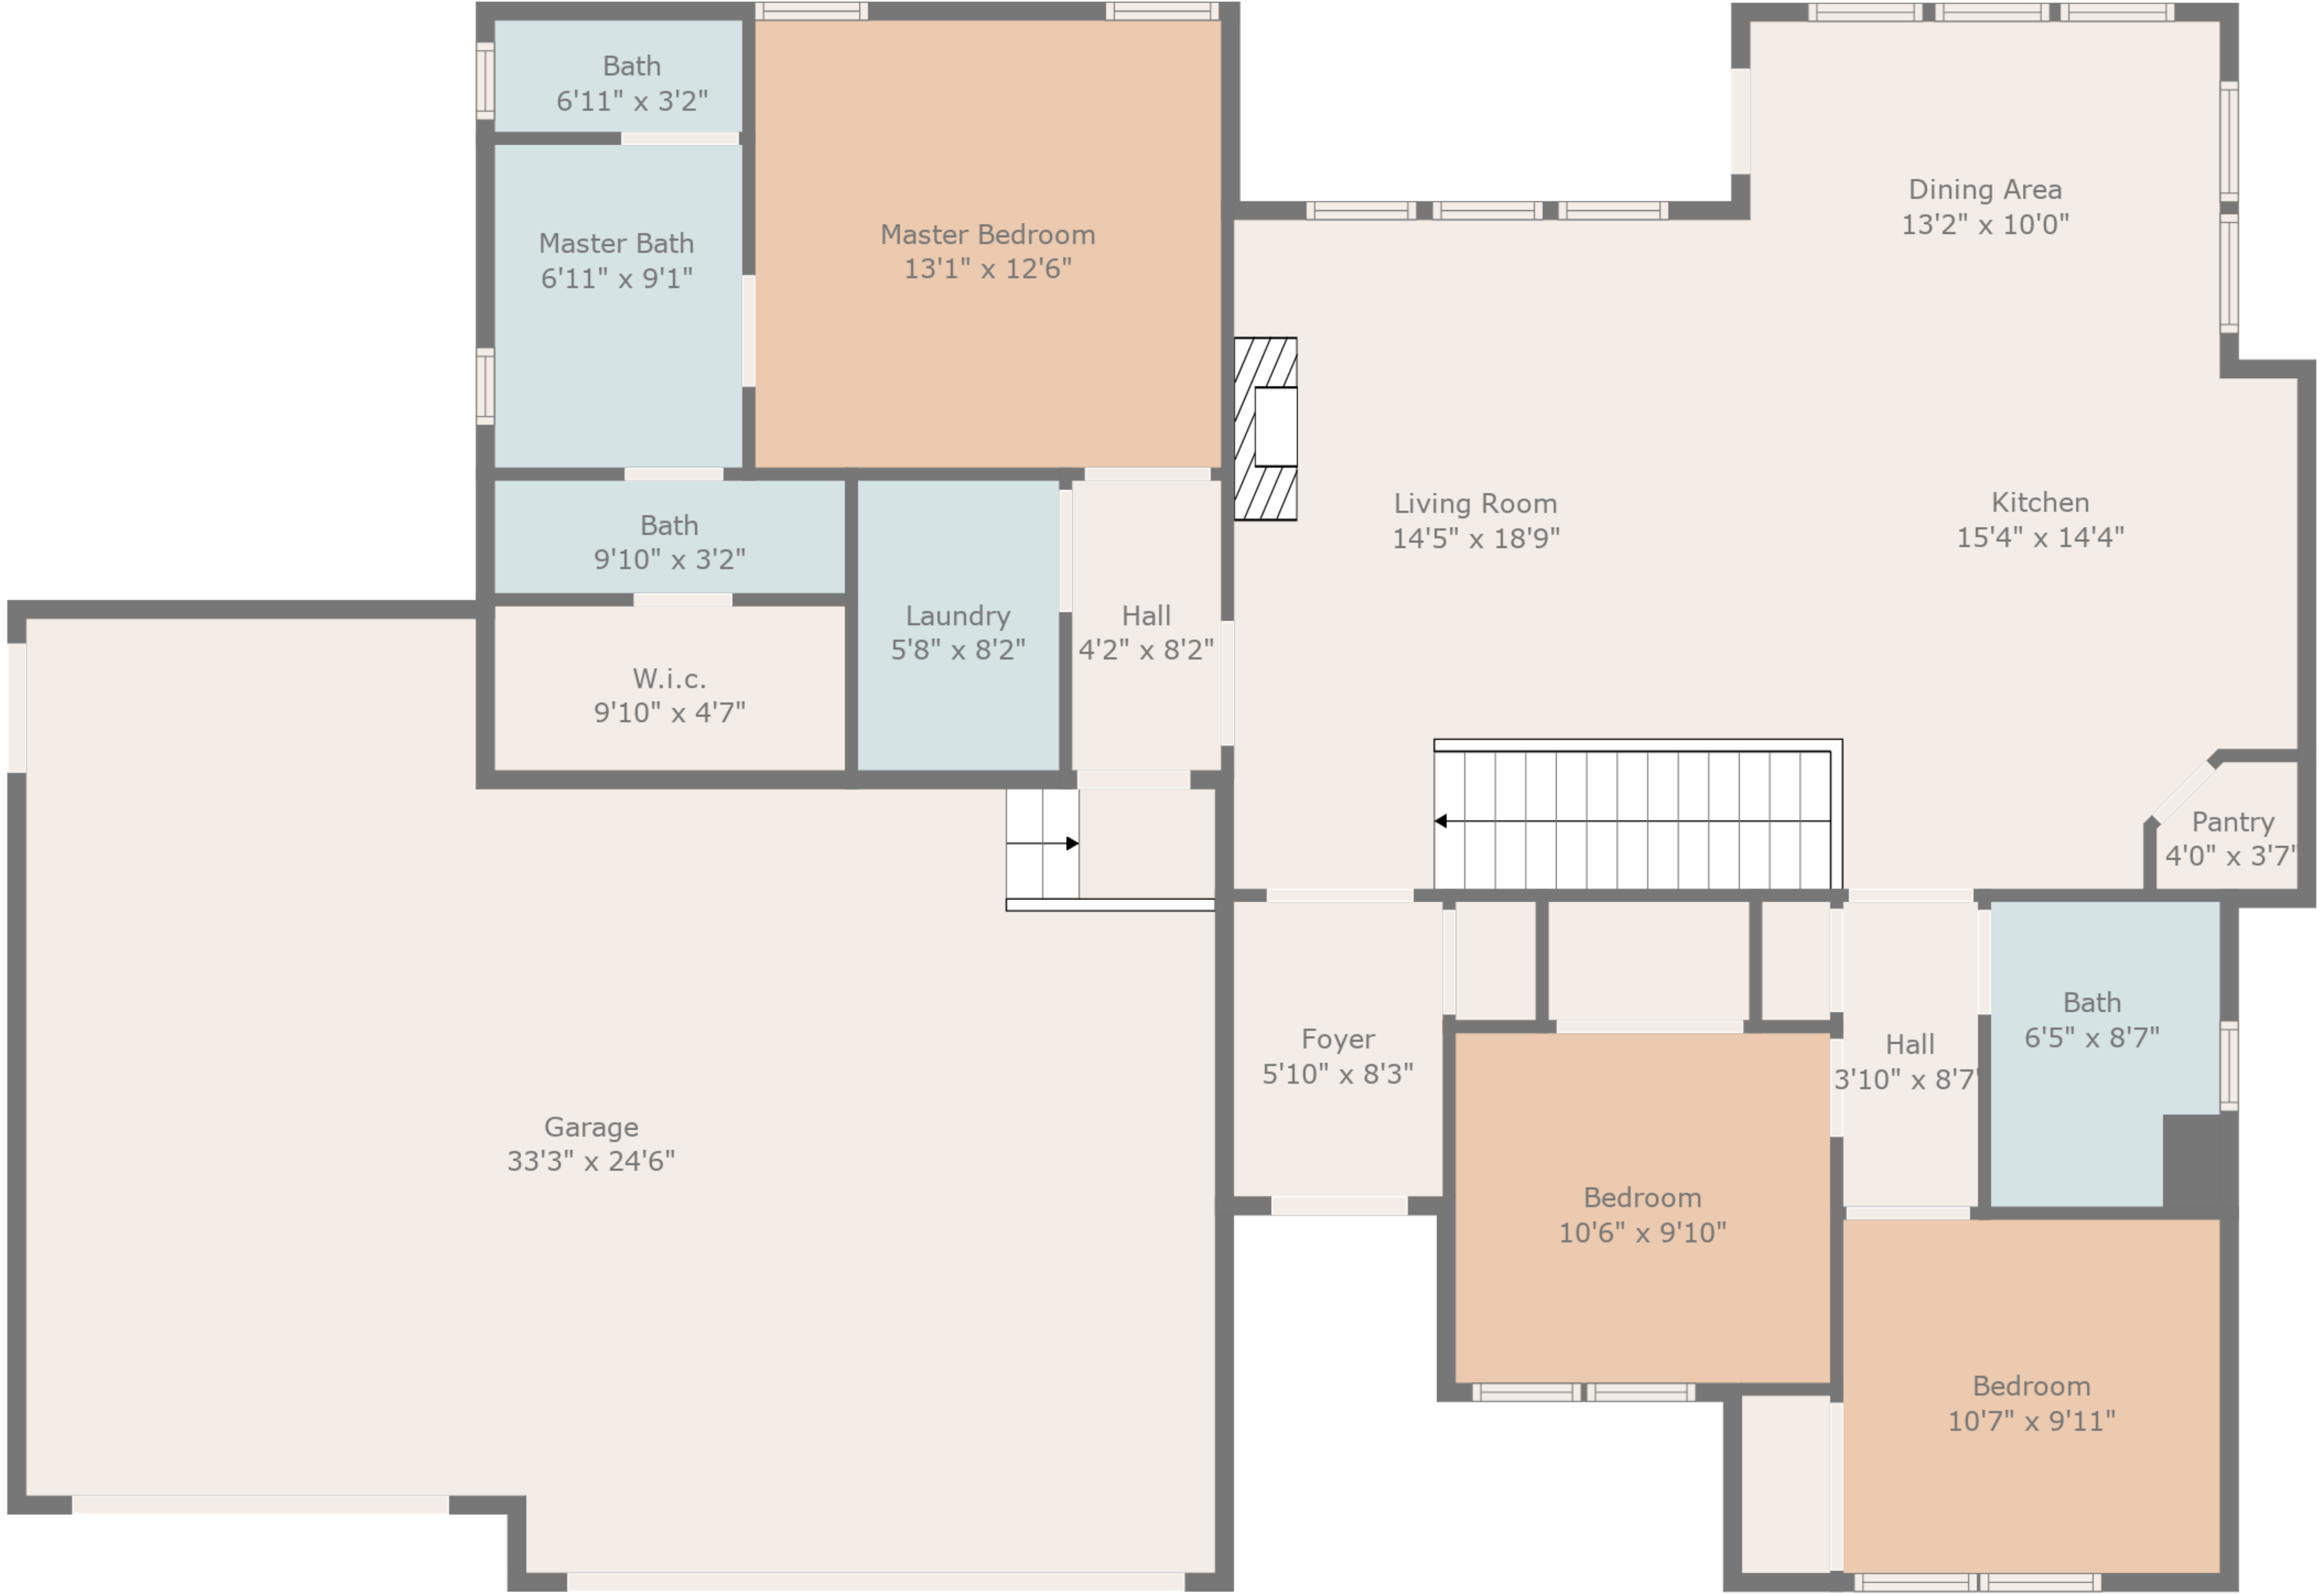 Bath
6'11" x 3'2"
Master Bath
6'11" x 9'1"
Master Bedroom
13'1" x 12'6"
Dining Area
13'2" x 10'0"
Bath
9'10" x 3'2"
Living Room
14'5" x 18'9"
Kitchen
15'4" x 14'4"
Laundry
5'8" x 8'2"
Hall
4'2" x 8'2"
W.i.c.
9'10" x 4'7"
Pantry
4'0" x 3'7"
Foyer
5'10" x 8'3"
Hall
3'10" x 8'7'
Bath
6'5" x 8'7"
Garage
33'3" x 24'6"
Bedroom
10'6" x 9'10"
Bedroom
10'7" x 9'11"